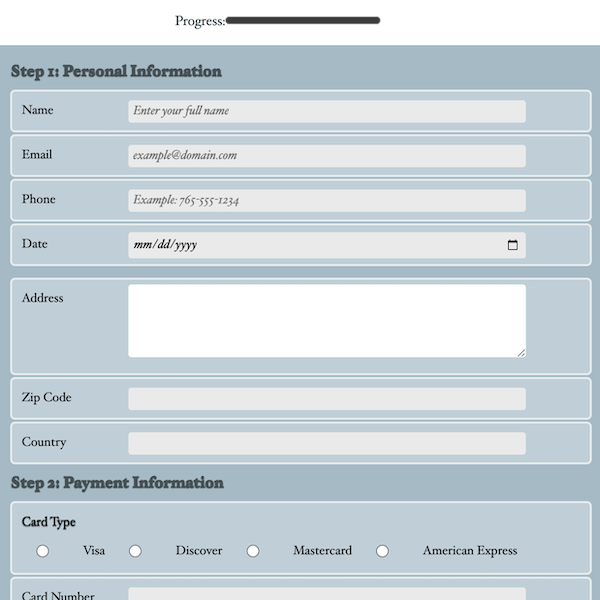 Progress:
Step 1: Personal Information
Name Enter your full name
Email example@domain.com
Phone Example: 765-555-1234
Date mm/dd/yyyy
Address
Zip Code
Country
Step 2: Payment Information
Card Type
Visa Discover Mastercard American Express
Card Number